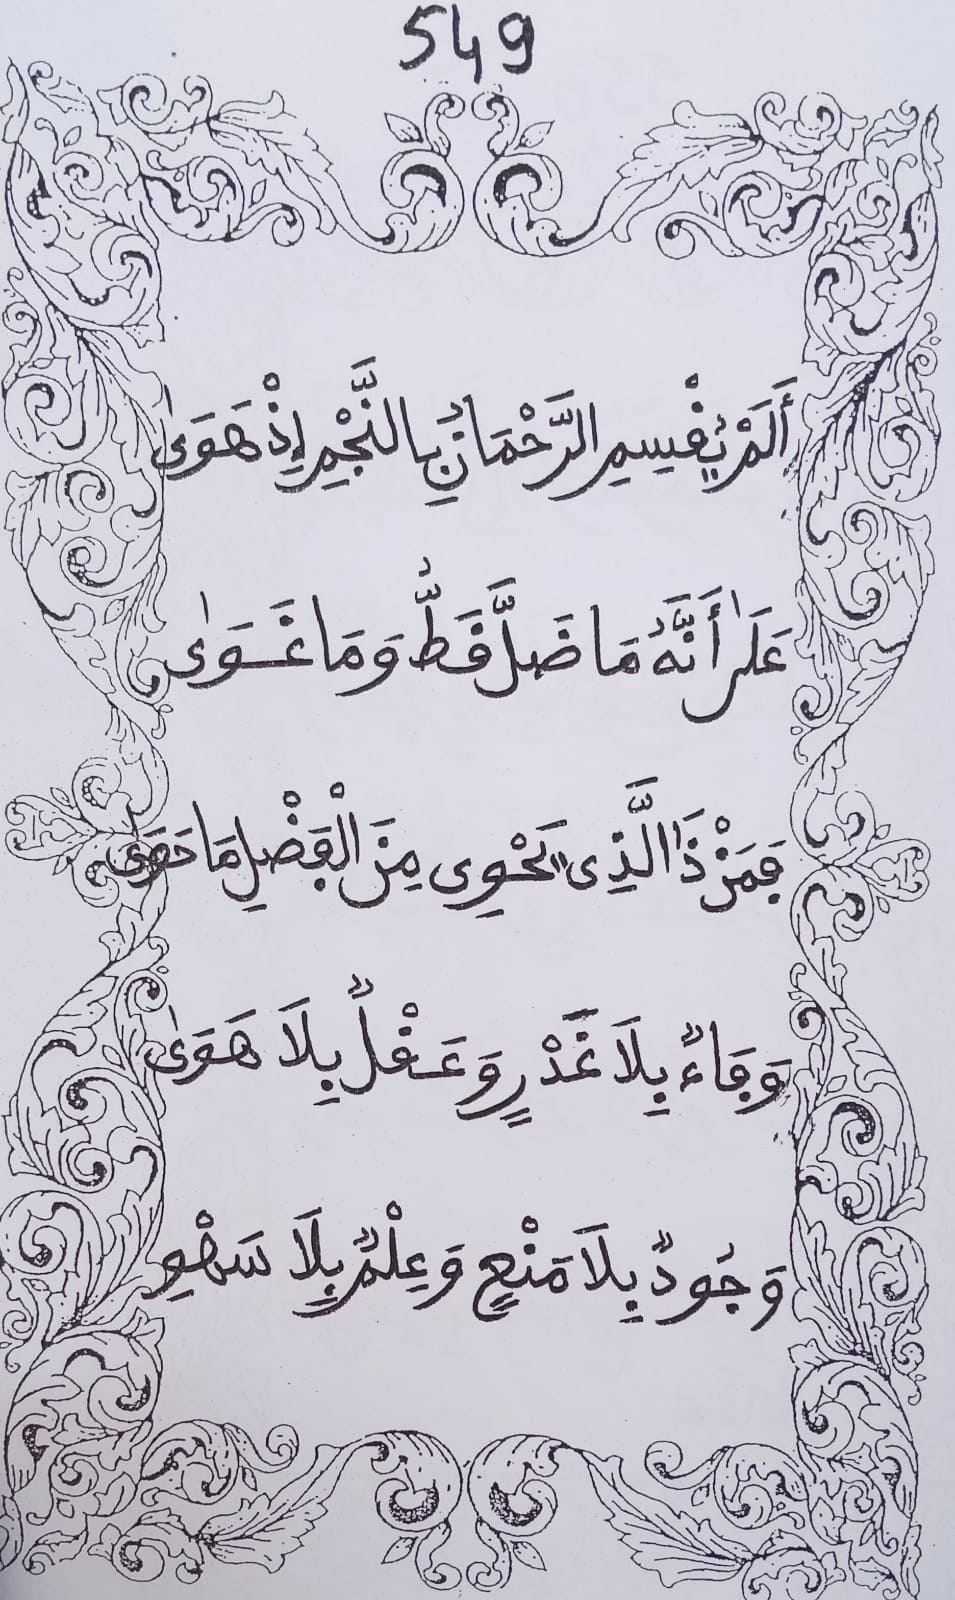 549
أَلَمْ يُقْسِمِ الرَّحْمَانُ بِالنَّجْمِ إِذْ هَوَىٰ
عَلَىٰ أَنَّهُ مَا ضَلَّ قَطُّ وَمَا غَوَىٰ
فَمَنْ ذَا الَّذِي يَحْوِي مِنَ الْفَضْلِ مَا حَوَىٰ
وَفَاءٌ بِلَا غَدْرٍ وَعَقْلٌ بِلَا هَوَىٰ
وَجُودٌ بِلَا مَنْعٍ وَعِلْمٌ بِلَا سَهْوِ